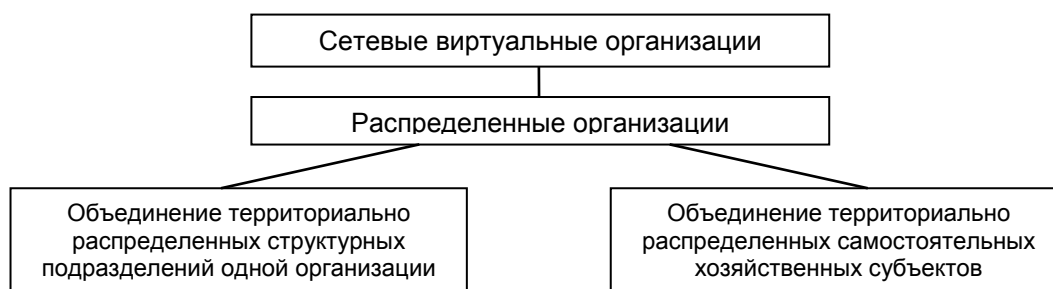 Сетевые виртуальные организации
Распределенные организации
Объединение территориально
распределенных структурных
подразделений одной организации
Объединение территориально
распределенных самостоятельных
хозяйственных субъектов